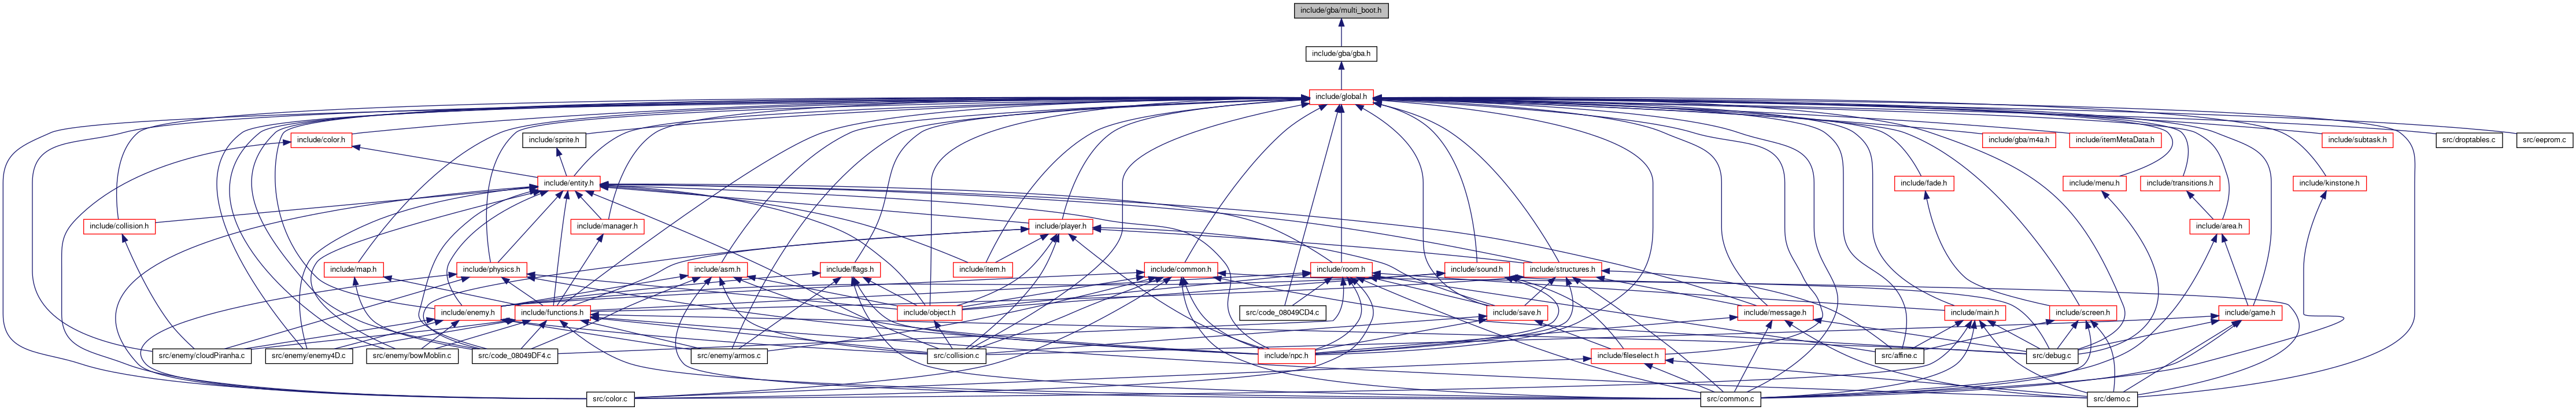 include/gba/multi_boot.h
include/gba/gba.h
include/global.h
include/color.h
include/sprite.h
include/gba/m4a.h
include/itemMetaData.h
include/subtask.h
src/droptables.c
src/eeprom.c
include/entity.h
include/fade.h
include/menu.h
include/transitions.h
include/kinstone.h
include/collision.h
include/manager.h
include/player.h
include/area.h
include/map.h
include/physics.h
include/asm.h
include/flags.h
include/item.h
include/common.h
include/room.h
include/sound.h
include/structures.h
include/enemy.h
include/functions.h
include/object.h
src/code_08049CD4.c
include/save.h
include/message.h
include/main.h
include/screen.h
include/game.h
src/enemy/cloudPiranha.c
src/enemy/enemy4D.c
src/enemy/bowMoblin.c
src/code_08049DF4.c
src/enemy/armos.c
src/collision.c
include/npc.h
include/fileselect.h
src/affine.c
src/debug.c
src/color.c
src/common.c
src/demo.c